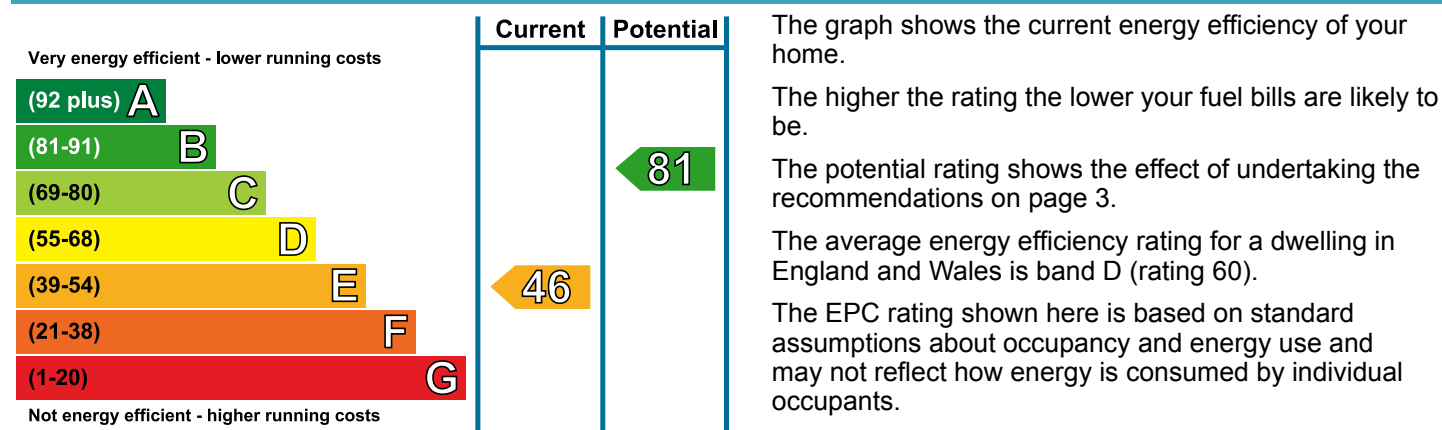 Current Potential
Very energy efficient - lower running costs
(92 plus) A
(81-91) B
(69-80) C
(55-68) D
(39-54) E
(21-38) F
(1-20) G
Not energy efficient - higher running costs
46
81
The graph shows the current energy efficiency of your
home.
The higher the rating the lower your fuel bills are likely to
be.
The potential rating shows the effect of undertaking the
recommendations on page 3.
The average energy efficiency rating for a dwelling in
England and Wales is band D (rating 60).
The EPC rating shown here is based on standard
assumptions about occupancy and energy use and
may not reflect how energy is consumed by individual
occupants.